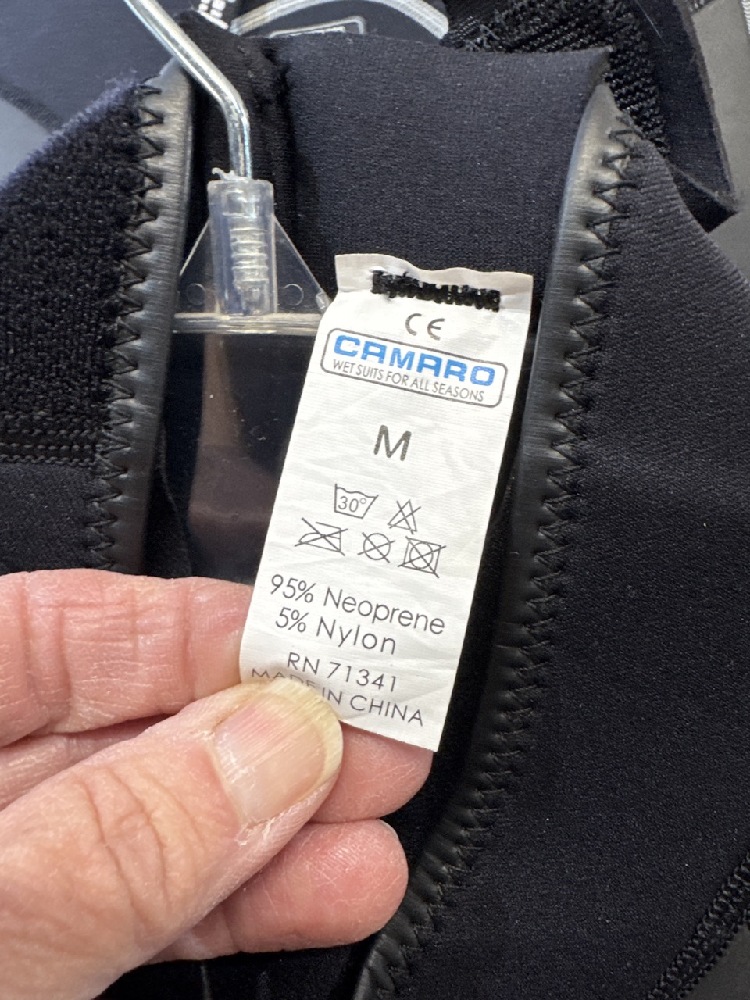 CE
CAMARO
WET SUITS FOR ALL SEASONS
M
30°
95% Neoprene
5% Nylon
RN 71341
MADE IN CHINA